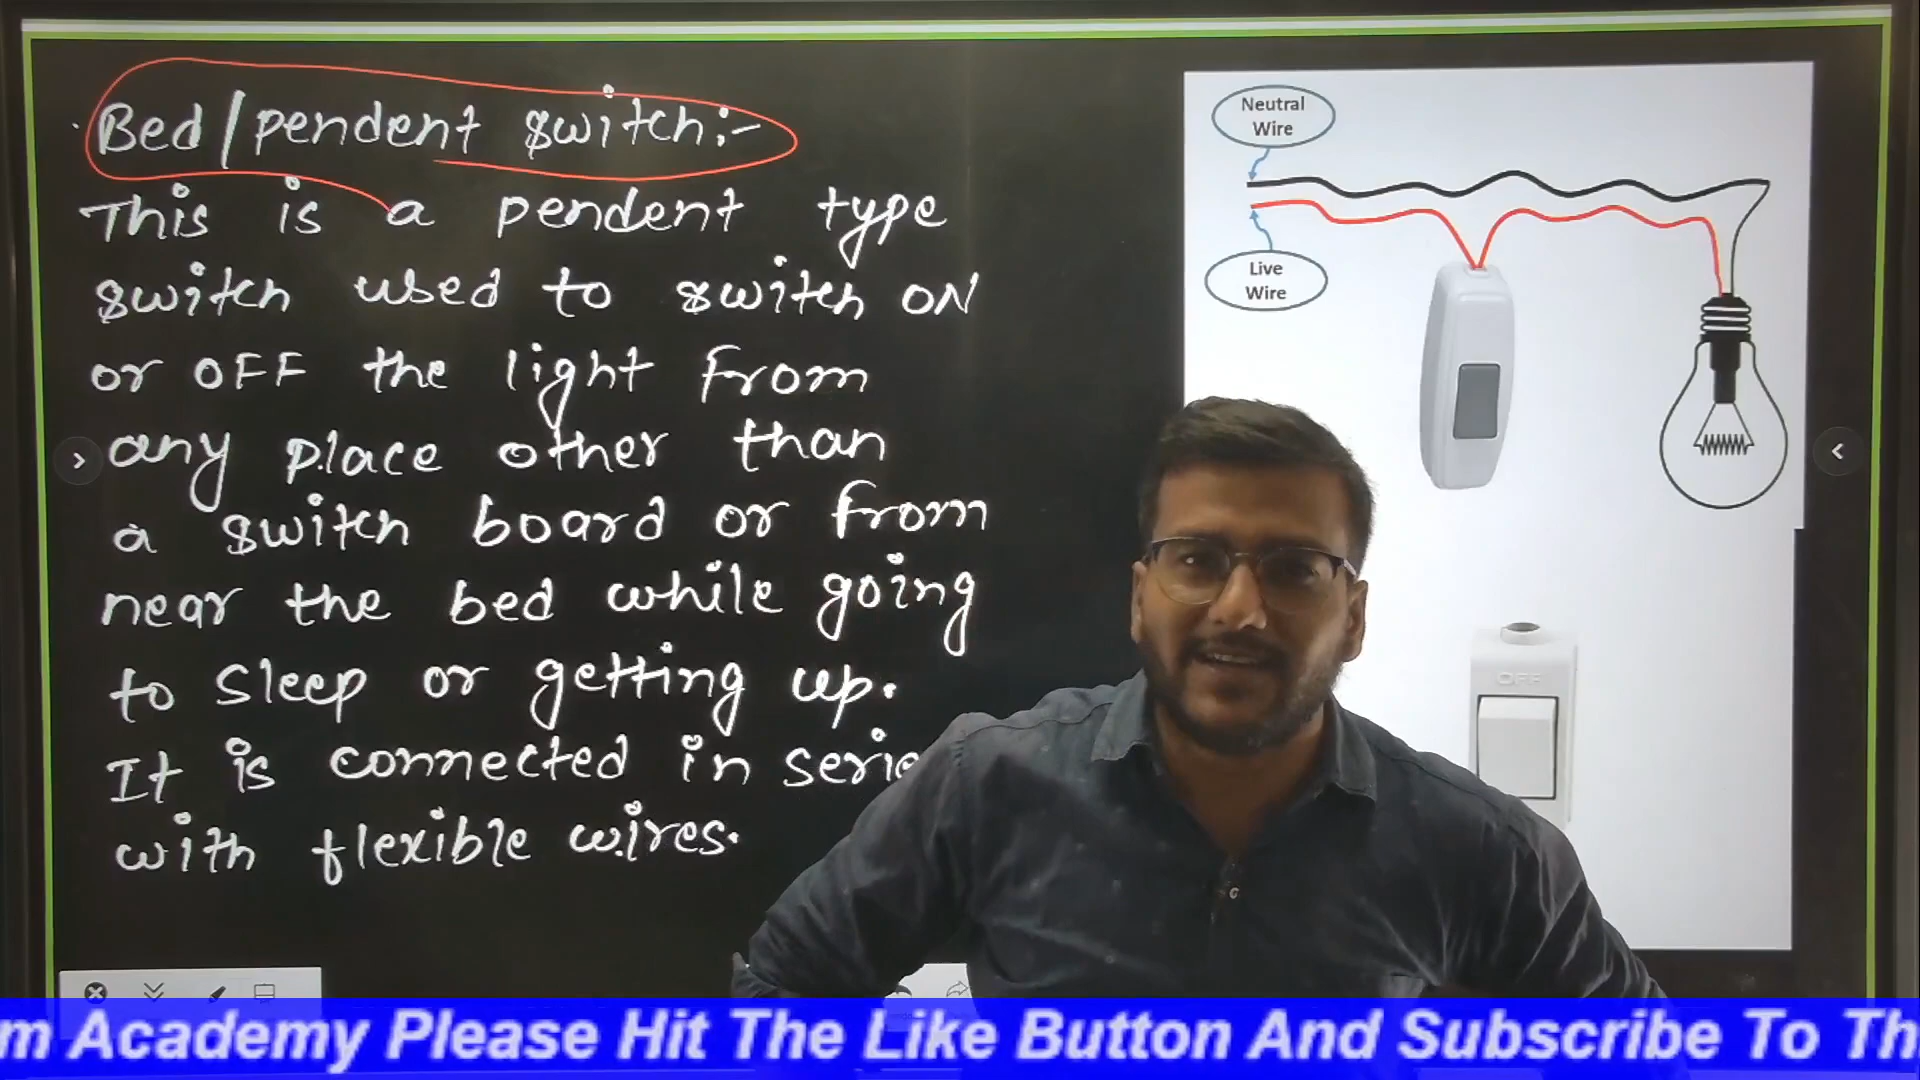 Bed/pendent switch:-
This is a pendent type
switch used to switch ON
or OFF the light from
any place other than
a switch board or from
near the bed while going
to sleep or getting up.
It is connected in serie
with flexible wires.
Neutral
Wire
Live
Wire
OFF
m Academy Please Hit The Like Button And Subscribe To Th